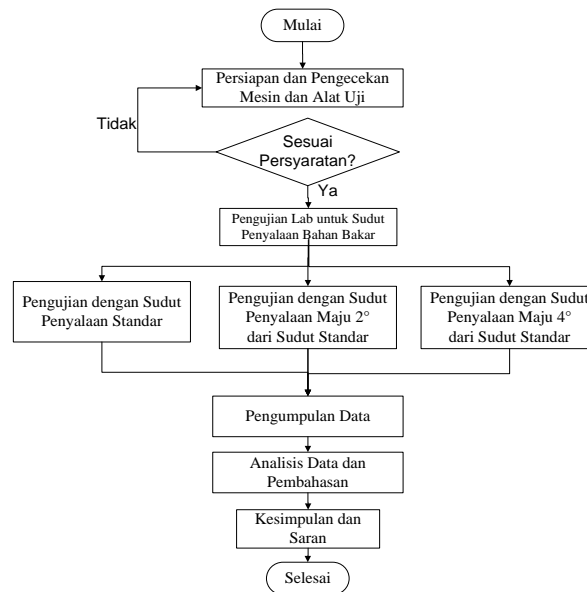 Mulai
Persiapan dan Pengecekan
Mesin dan Alat Uji
Tidak
Sesuai
Persyaratan?
Ya
Pengujian Lab untuk Sudut
Penyalaan Bahan Bakar
Pengujian dengan Sudut
Penyalaan Standar
Pengujian dengan Sudut
Penyalaan Maju 2°
dari Sudut Standar
Pengujian dengan Sudut
Penyalaan Maju 4°
dari Sudut Standar
Pengumpulan Data
Analisis Data dan
Pembahasan
Kesimpulan dan
Saran
Selesai